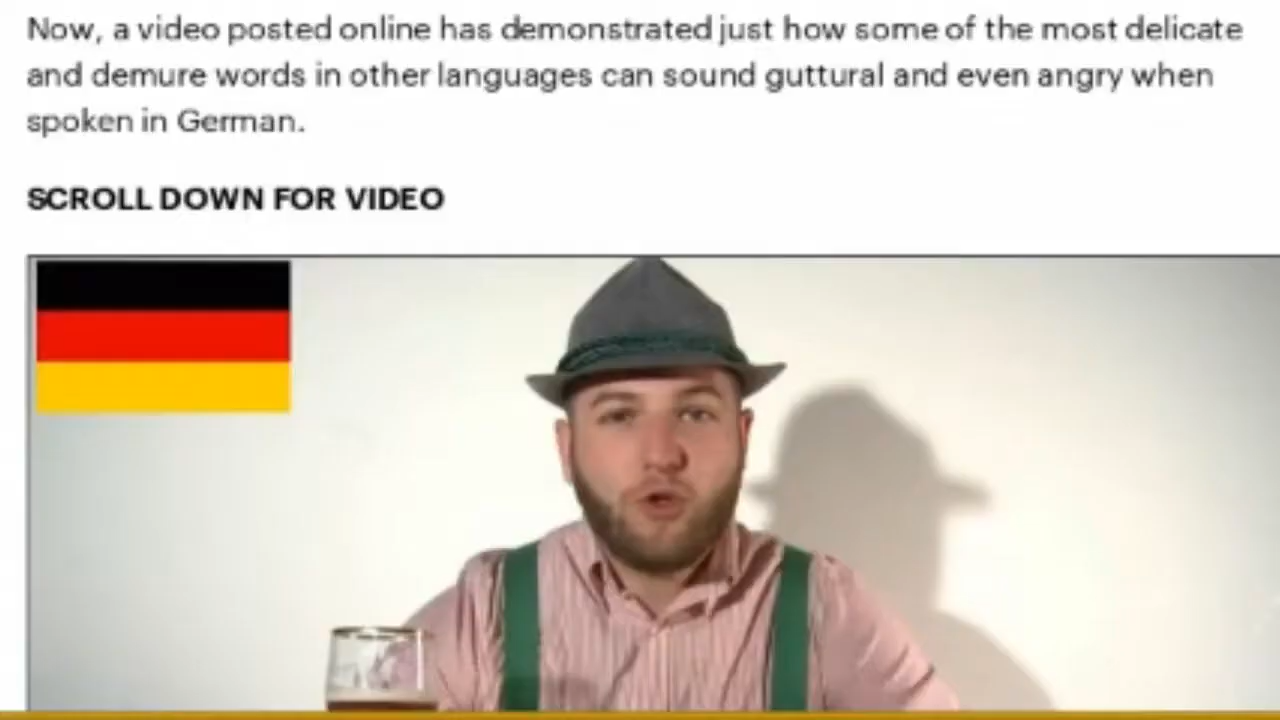 Now, a video posted online has demonstrated just how some of the most delicate
and demure words in other languages can sound guttural and even angry when
spoken in German.
SCROLL DOWN FOR VIDEO